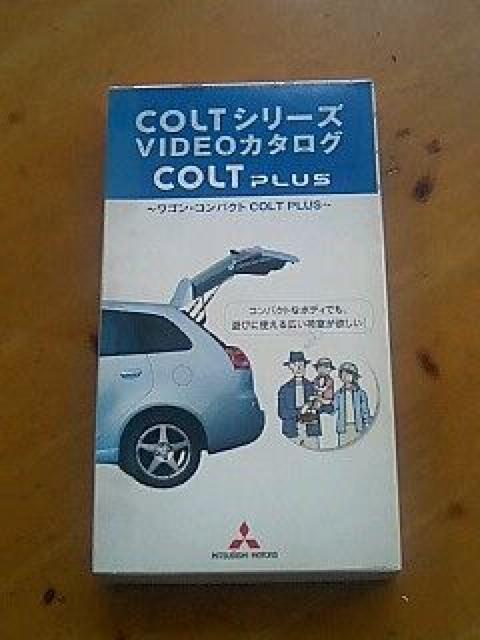 COLTシリーズ
VIDEOカタログ
COLT PLUS
～ワゴン・コンパクト COLT PLUS～
コンパクトなボディでも、
遊びに使える広い荷室が欲しい。
MITSUBISHI MOTORS